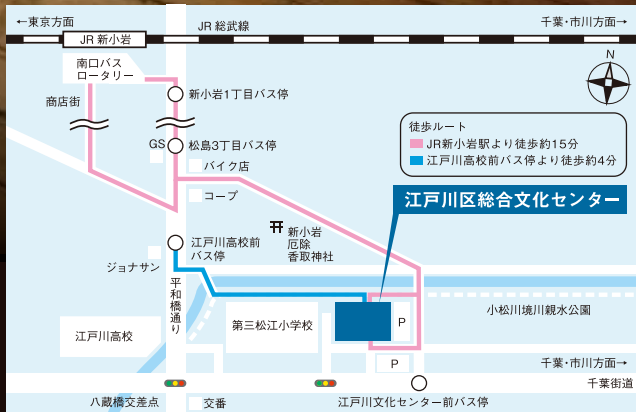 ←東京方面
JR 総武線
千葉・市川方面→
JR 新小岩
南口バス
ロータリー
N
商店街
新小岩1丁目バス停
徒歩ルート
JR新小岩駅より徒歩約15分
江戸川高校前バス停より徒歩約4分
GS
松島3丁目バス停
バイク店
コープ
江戸川区総合文化センター
新小岩
厄除
香取神社
江戸川高校前
バス停
ジョナサン
平和橋通り
小松川境川親水公園
第三松江小学校
P
江戸川高校
P
千葉・市川方面→
千葉街道
八蔵橋交差点
交番
江戸川文化センター前バス停